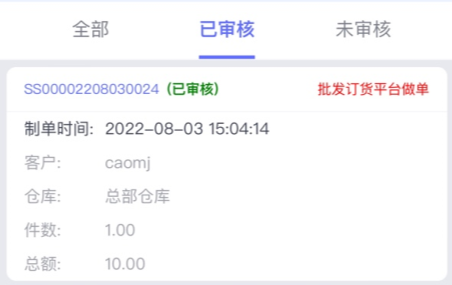 全部 已审核 未审核
SS00002208030024 (已审核) 批发订货平台做单
制单时间: 2022-08-03 15:04:14
客户: caomj
仓库: 总部仓库
件数: 1.00
总额: 10.00